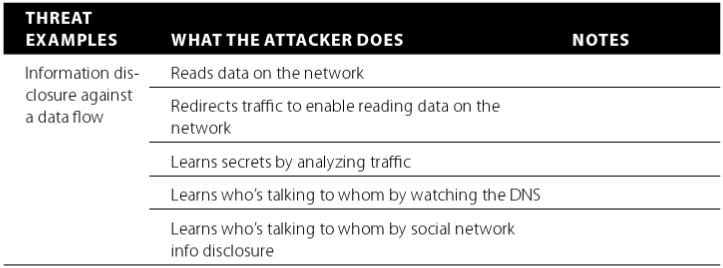 THREAT
EXAMPLES WHAT THE ATTACKER DOES NOTES
Information dis-
closure against
a data flow
Reads data on the network
Redirects traffic to enable reading data on the
network
Learns secrets by analyzing traffic
Learns who's talking to whom by watching the DNS
Learns who's talking to whom by social network
info disclosure